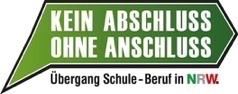 KEIN ABSCHLUSS
OHNE ANSCHLUSS
Übergang Schule-Beruf in NRW.